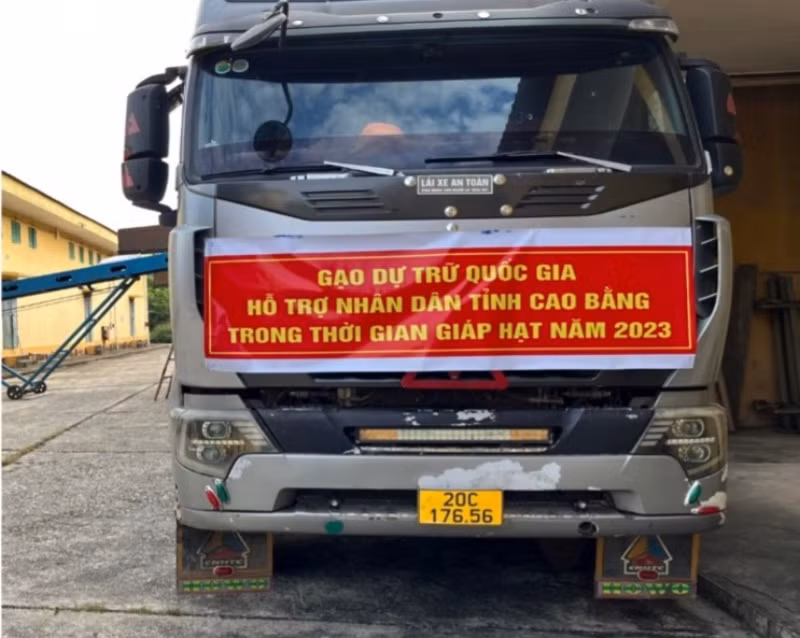 LÁI XE AN TOÀN
GẠO DỰ TRỮ QUỐC GIA
HỖ TRỢ NHÂN DÂN TỈNH CAO BẰNG
TRONG THỜI GIAN GIÁP HẠT NĂM 2023
20C
176.56
HOWO